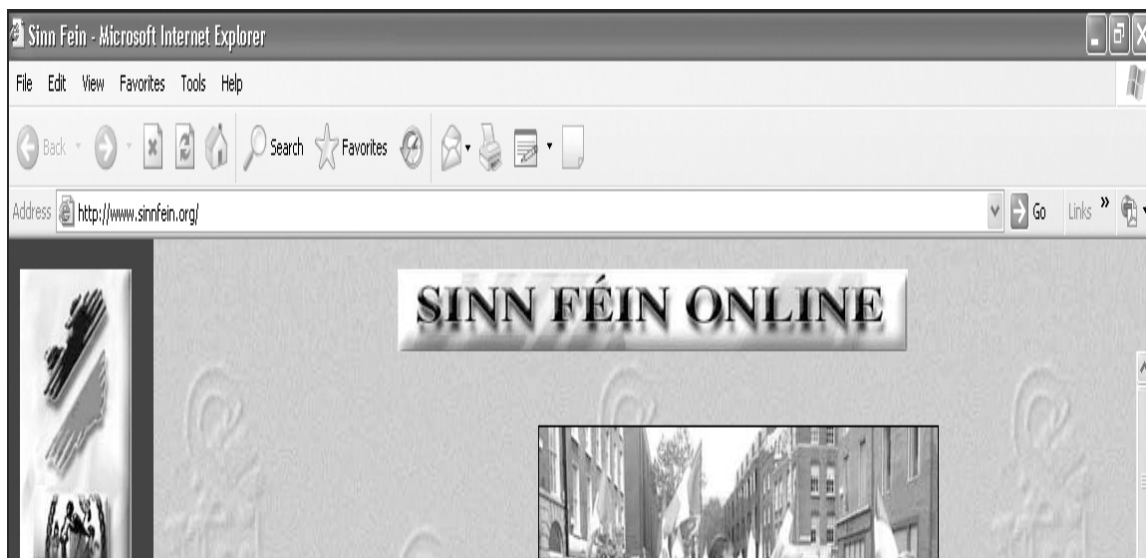 Sinn Fein - Microsoft Internet Explorer
File Edit View Favorites Tools Help
Back Search Favorites
Address http://www.sinnfein.org/ Go Links »
SINN FÉIN ONLINE